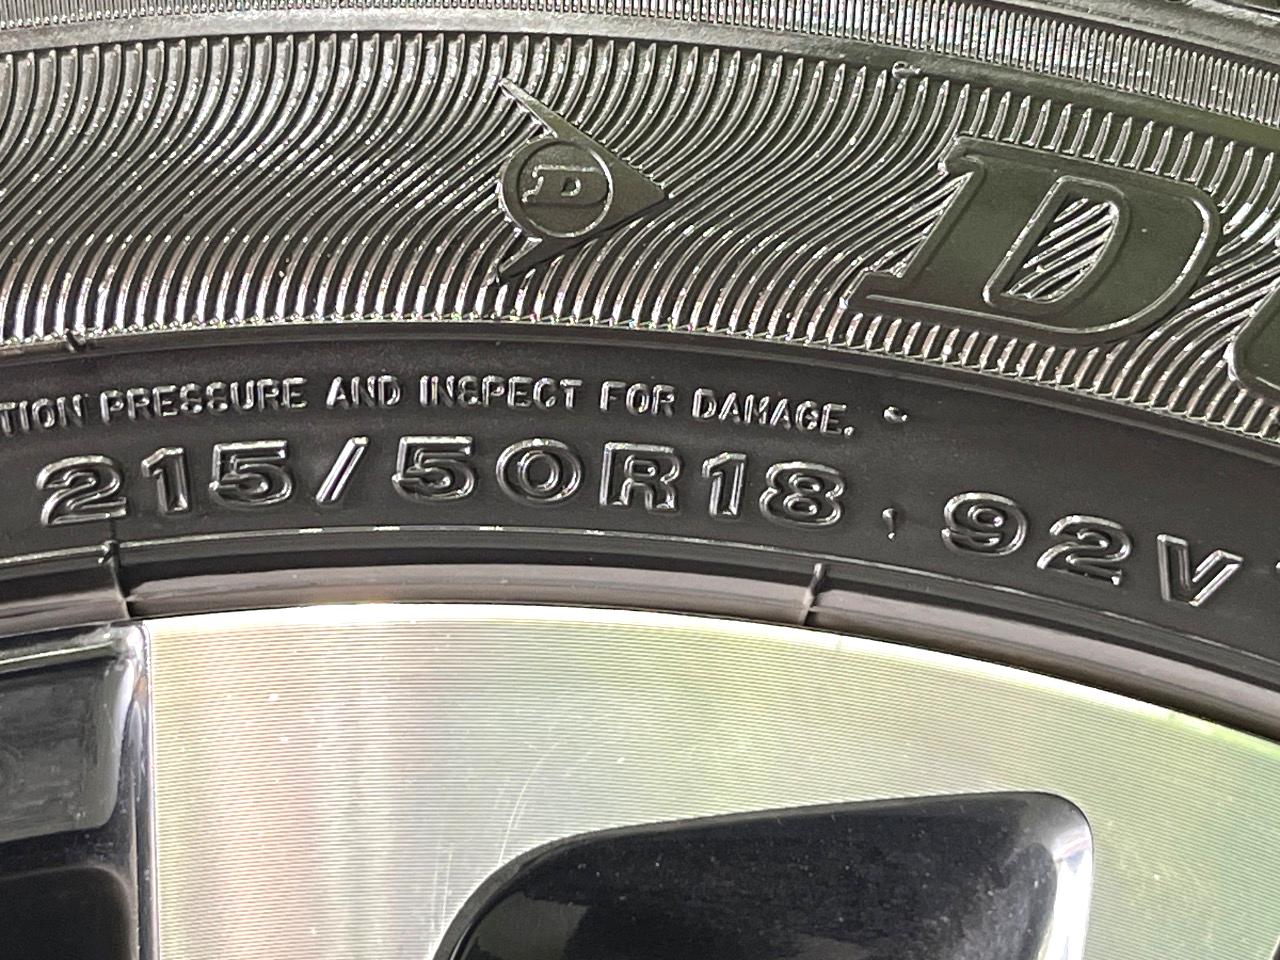 D
D
TION PRESSURE AND INSPECT FOR DAMAGE.
215/50R18 92V